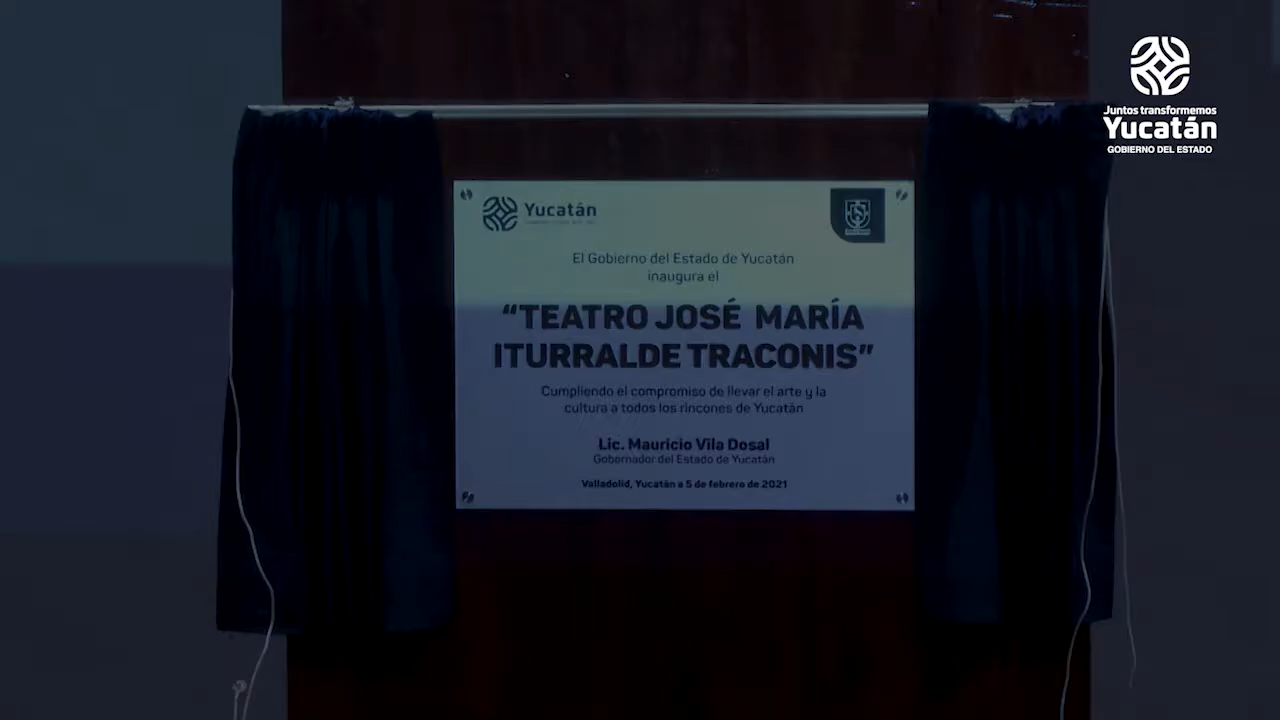 Juntos transformemos
Yucatán
GOBIERNO DEL ESTADO
Yucatán
El Gobierno del Estado de Yucatán
inaugura el
“TEATRO JOSÉ MARÍA
ITURRALDE TRACONIS”
Cumpliendo el compromiso de llevar el arte y la
cultura a todos los rincones de Yucatán
Lic. Mauricio Vila Dosal
Gobernador del Estado de Yucatán
Valladolid, Yucatán a 5 de febrero de 2021